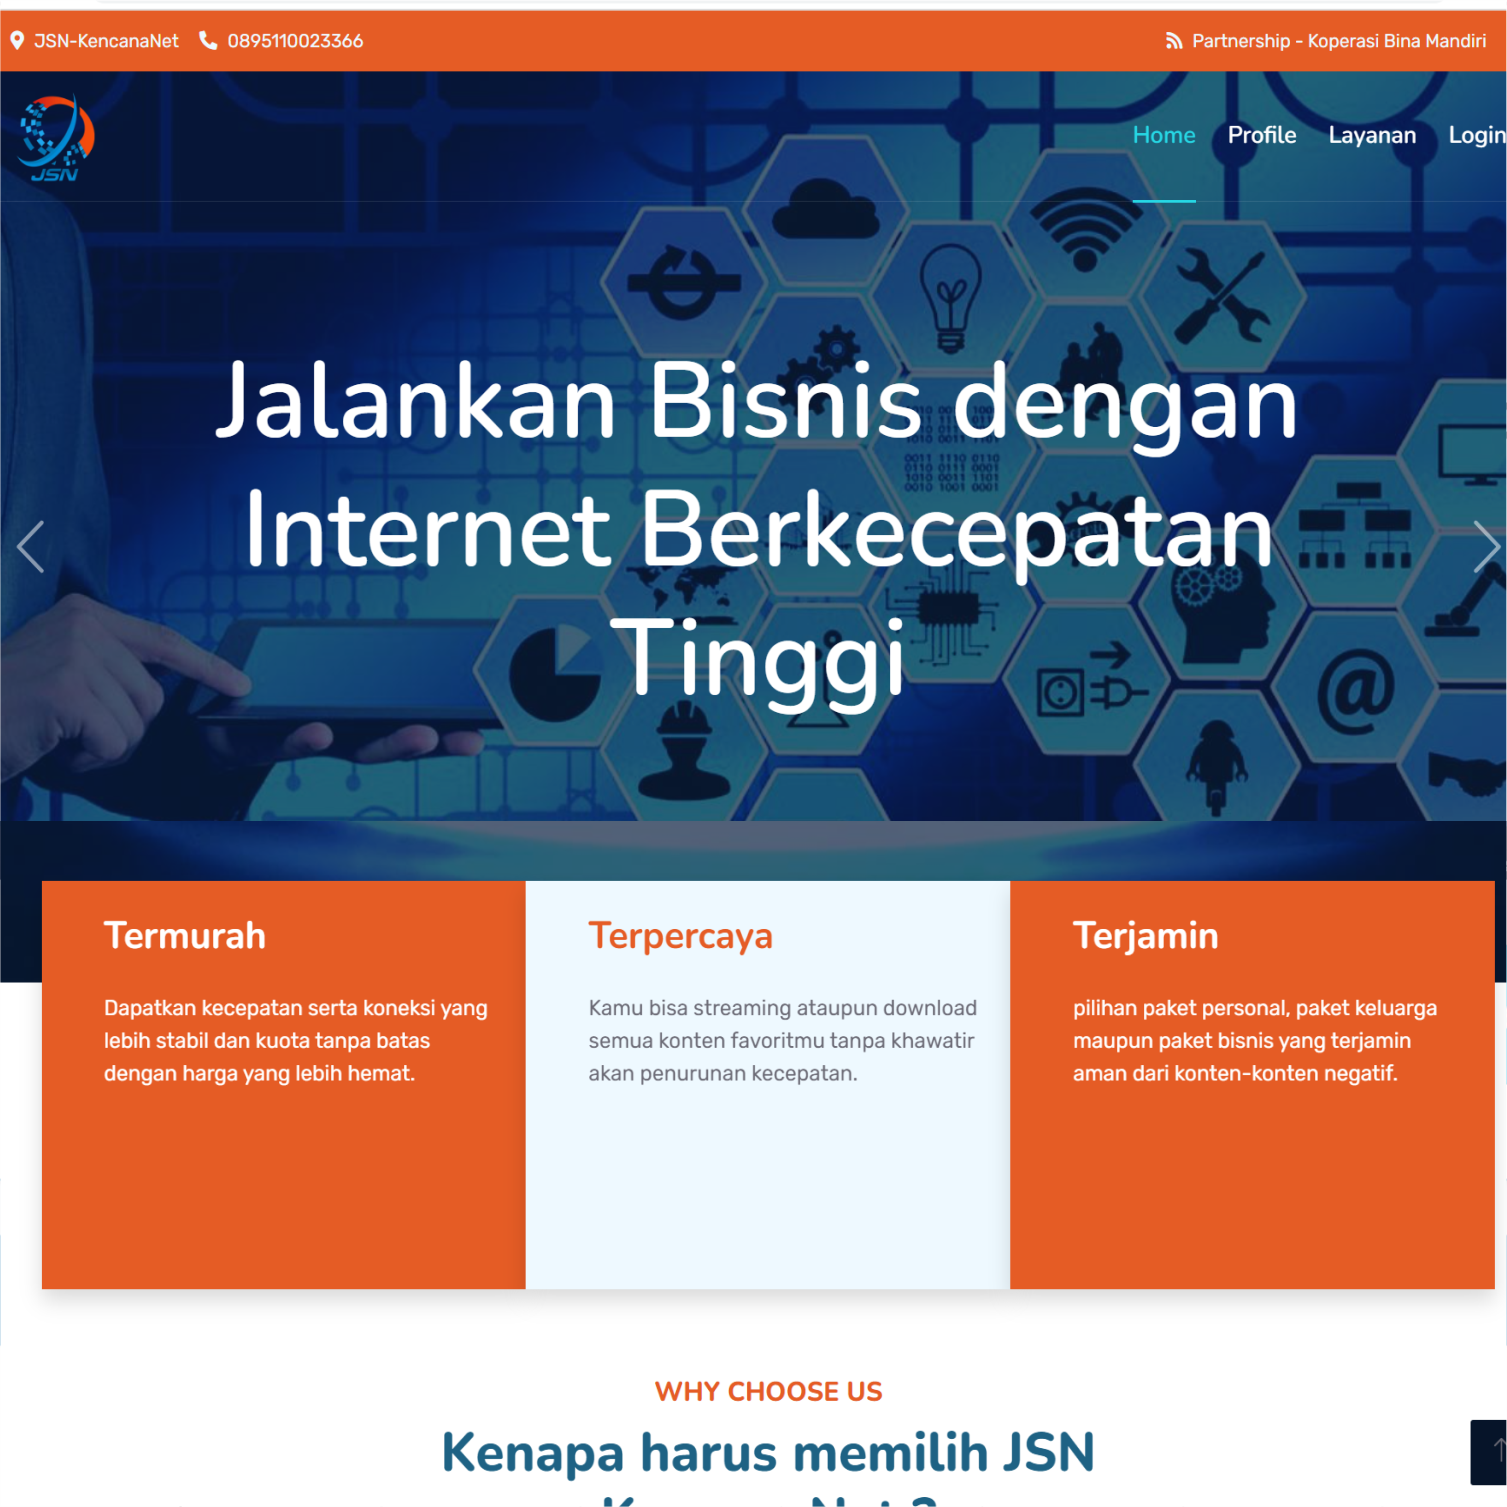 JSN-KencanaNet 0895110023366 Partnership - Koperasi Bina Mandiri
JSN
Home Profile Layanan Login
Jalankan Bisnis dengan
Internet Berkecepatan
Tinggi
Termurah
Dapatkan kecepatan serta koneksi yang
lebih stabil dan kuota tanpa batas
dengan harga yang lebih hemat.
Terpercaya
Kamu bisa streaming ataupun download
semua konten favoritmu tanpa khawatir
akan penurunan kecepatan.
Terjamin
pilihan paket personal, paket keluarga
maupun paket bisnis yang terjamin
aman dari konten-konten negatif.
WHY CHOOSE US
Kenapa harus memilih JSN